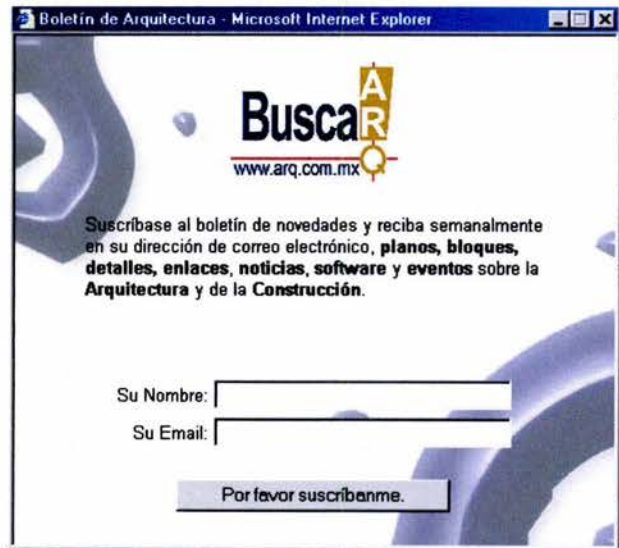 Boletín de Arquitectura - Microsoft Internet Explorer
BuscaARQ
www.arq.com.mx
Suscríbase al boletín de novedades y reciba semanalmente
en su dirección de correo electrónico, planos, bloques,
detalles, enlaces, noticias, software y eventos sobre la
Arquitectura y de la Construcción.
Su Nombre:
Su Email:
Por favor suscríbanme.